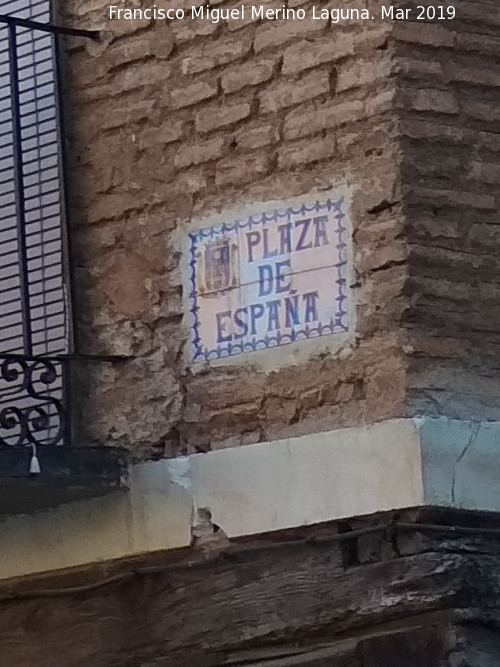 Francisco Miguel Merino Laguna. Mar 2019
PLAZA
DE
ESPAÑA